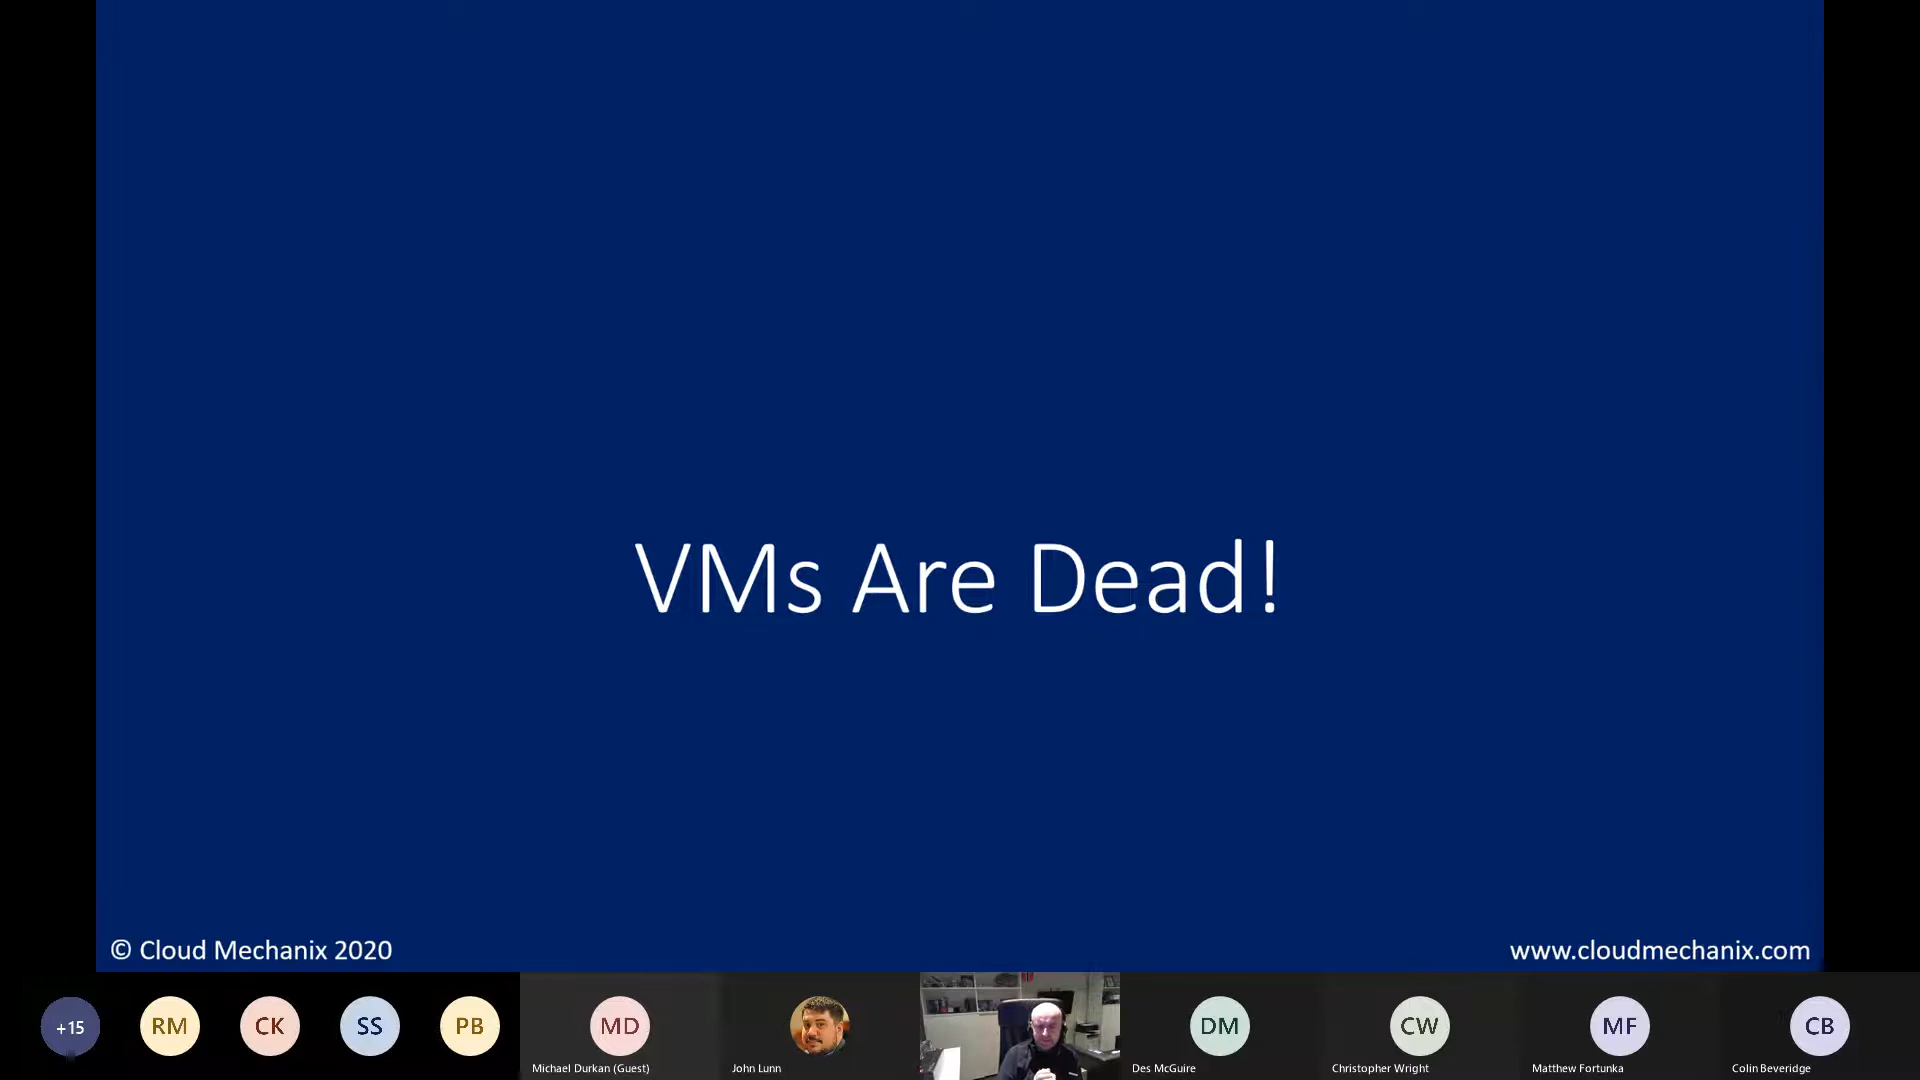 VMs Are Dead!
© Cloud Mechanix 2020
www.cloudmechanix.com
+15
RM
CK
SS
PB
MD
DM
CW
MF
CB
Michael Durkan (Guest)
John Lunn
Des McGuire
Christopher Wright
Matthew Fortunka
Colin Beveridge